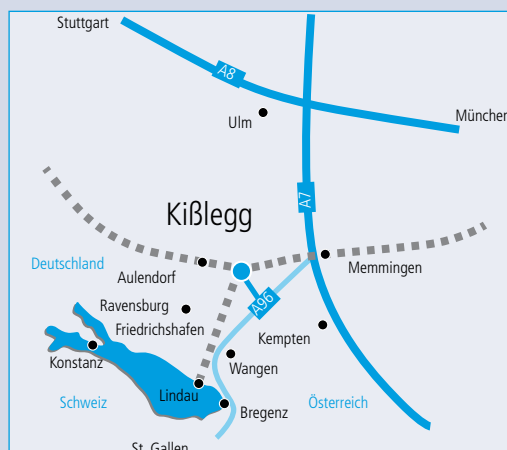 Stuttgart
A8
Ulm
München
A7
Kißlegg
Deutschland
Aulendorf
Memmingen
Ravensburg
A96
Friedrichshafen
Kempten
Konstanz
Wangen
Lindau
Schweiz
Bregenz
Österreich
St. Gallen